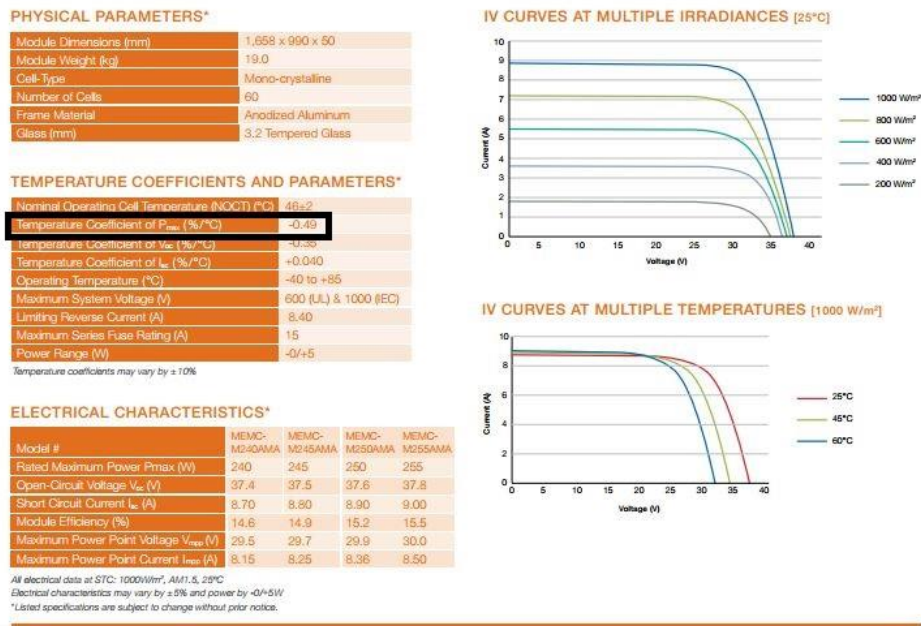 PHYSICAL PARAMETERS*
Module Dimensions (mm) 1,658 x 990 x 50
Module Weight (kg) 19.0
Cell-Type Mono-crystalline
Number of Cells 60
Frame Material Anodized Aluminum
Glass (mm) 3.2 Tempered Glass
TEMPERATURE COEFFICIENTS AND PARAMETERS*
Nominal Operating Cell Temperature (NOCT) (°C) 46±2
Temperature Coefficient of Pmax (%/°C) -0.49
Temperature Coefficient of Voc (%/°C) -0.35
Temperature Coefficient of Isc (%/°C) +0.040
Operating Temperature (°C) -40 to +85
Maximum System Voltage (V) 600 (UL) & 1000 (IEC)
Limiting Reverse Current (A) 8.40
Maximum Series Fuse Rating (A) 15
Power Range (W) -0/+5
Temperature coefficients may vary by ±10%
ELECTRICAL CHARACTERISTICS*
Model # MEMC-M240AMA MEMC-M245AMA MEMC-M250AMA MEMC-M255AMA
Rated Maximum Power Pmax (W) 240 245 250 255
Open-Circuit Voltage Voc (V) 37.4 37.5 37.6 37.8
Short Circuit Current Isc (A) 8.70 8.80 8.90 9.00
Module Efficiency (%) 14.6 14.9 15.2 15.5
Maximum Power Point Voltage Vmpp (V) 29.5 29.7 29.9 30.0
Maximum Power Point Current Impp (A) 8.15 8.25 8.36 8.50
All electrical data at STC: 1000W/m², AM1.5, 25°C
Electrical characteristics may vary by ±5% and power by -0/+5W
*Listed specifications are subject to change without prior notice.
IV CURVES AT MULTIPLE IRRADIANCES [25°C]
10
9
8
7
6
5
4
3
2
1
0
Current (A)
0 5 10 15 20 25 30 35 40
Voltage (V)
1000 W/m²
800 W/m²
600 W/m²
400 W/m²
200 W/m²
IV CURVES AT MULTIPLE TEMPERATURES [1000 W/m²]
10
8
6
4
2
0
Current (A)
0 5 10 15 20 25 30 35 40
Voltage (V)
25°C
45°C
60°C